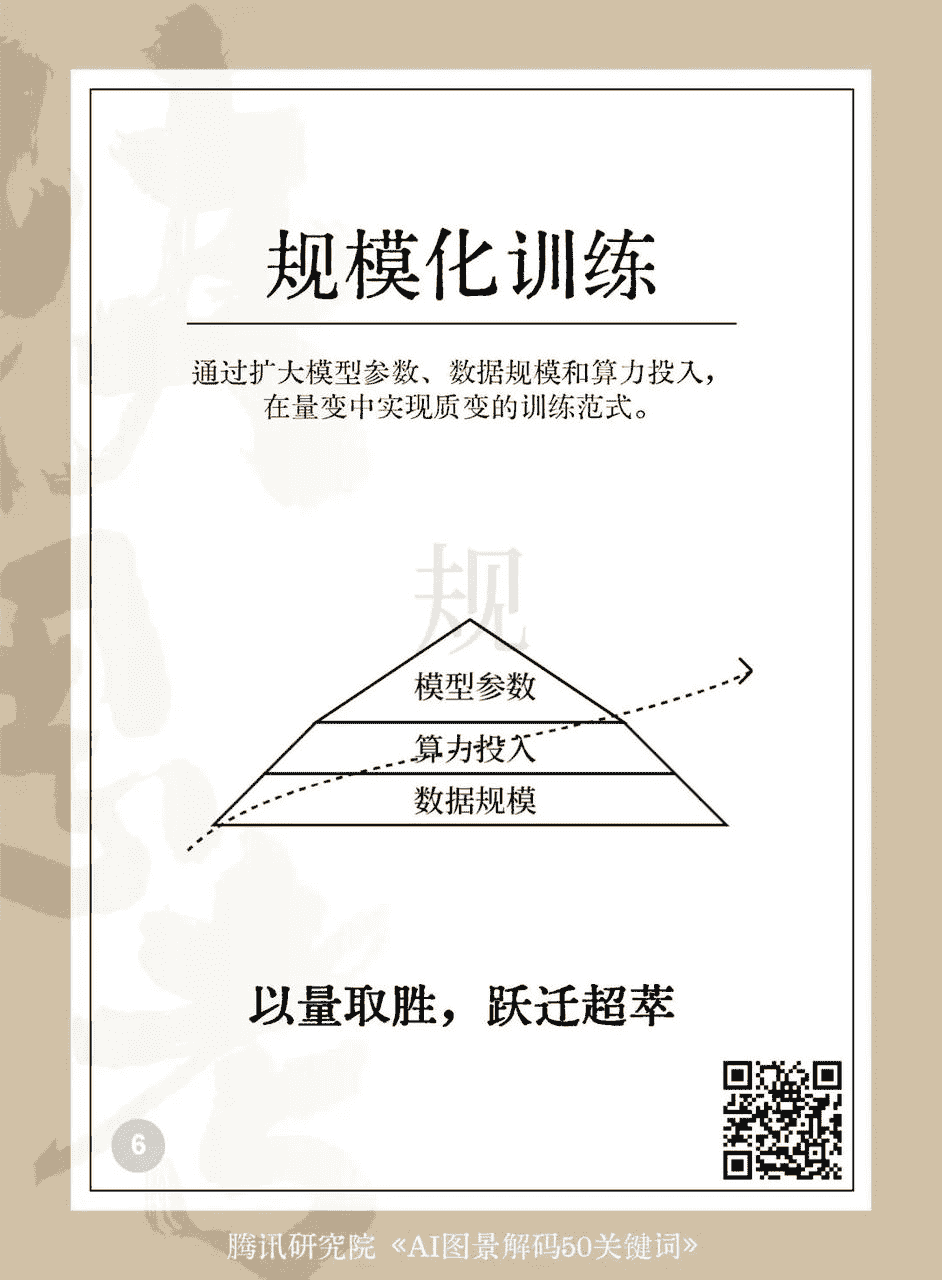 规模化训练
通过扩大模型参数、数据规模和算力投入，
在量变中实现质变的训练范式。
规
模型参数
算力投入
数据规模
以量取胜，跃迁超萃
6
腾讯研究院《AI图景解码50关键词》